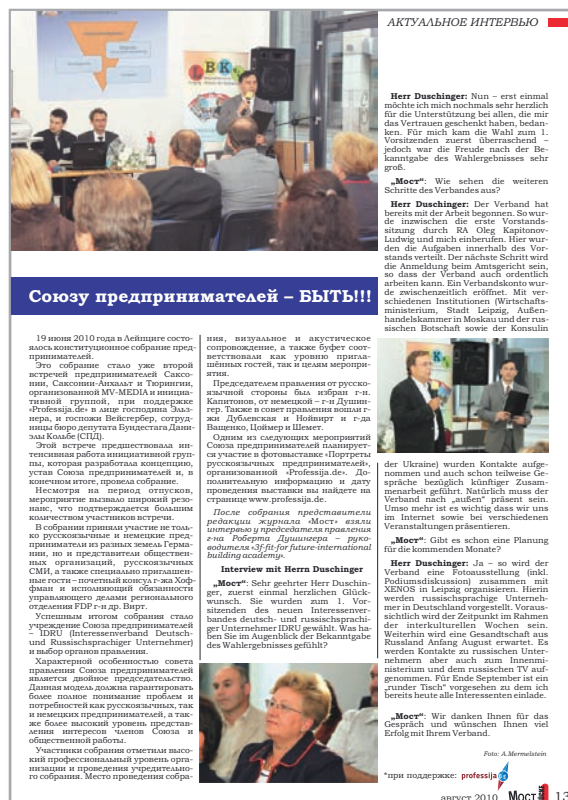 АКТУАЛЬНОЕ ИНТЕРВЬЮ
L B K
Союзу предпринимателей – БЫТЬ!!!
19 июня 2010 года в Лейпциге состо-
ялось конституционное собрание пред-
принимателей.
Это собрание стало уже второй
встречей предпринимателей Саксо-
нии, Саксонии-Анхальт и Тюрингии,
организованной MV-MEDIA и инициа-
тивной группой, при поддержке
«Professija.de» в лице господина Эльз-
нера, и госпожи Вейсгербер, сотруд-
ницы бюро депутата Бундестага Дани-
элы Кольбе (СПД).
Этой встрече предшествовала ин-
тенсивная работа инициативной груп-
пы, которая разработала концепцию,
устав Союза предпринимателей и, в
конечном итоге, провела собрание.
Несмотря на период отпусков,
мероприятие вызвало широкий резо-
нанс, что подтверждается большим
количеством участников встречи.
В собрании приняли участие не толь-
ко русскоязычные и немецкие пред-
приниматели из разных земель Герма-
нии, но и представители обществен-
ных организаций, русскоязычных
СМИ, а также специально приглашен-
ные гости – почетный консул г-жа Хоф-
фман и исполняющий обязанности
управляющего делами регионального
отделения FDP г-н др. Вирт.
Успешным итогом собрания стало
учреждение Союза предпринимателей
– IDRU (Interessenverband Deutsch-
und Russischsprachiger Unternehmer)
и выбор органов правления.
Характерной особенностью совета
правления Союза предпринимателей
является двойное председательство.
Данная модель должна гарантировать
более полное понимание проблем и
потребностей как русскоязычных, так
и немецких предпринимателей, а так-
же более высокий уровень представ-
ления интересов членов Союза и
общественной работы.
Участники собрания отметили высо-
кий профессиональный уровень орга-
низации и проведения учредительно-
го собрания. Место проведения собра-
ния, визуальное и акустическое
сопровождение, а также буфет соот-
ветствовали как уровню пригла-
шённых гостей, так и целям меропри-
ятия.
Председателем правления от русско-
язычной стороны был избран г-н.
Капитонов, от немецкой – г-н Душин-
гер. Также в совет правления вошли г-
жи Дубловская и Нойвирт и г-да
Ващенко, Цоймер и Шемет.
Одним из следующих мероприятий
Союза Предпринимателей планирует-
ся участие в фотовыставке «Портреты
русскоязычных предпринимателей»,
организованной «Professija.de». До-
полнительную информацию и дату
проведения выставки вы найдете на
странице www.professija.de.
После собрания представители
редакции журнала «Мост» взяли
интервью у председателя правления
г-на Роберта Душингера – руко-
водителя «3f-fit-for future-international
building academy».
Interview mit Herrn Duschinger
„Мост“: Sehr geehrter Herr Duschin-
ger, zuerst einmal herzlichen Glück-
wunsch. Sie wurden zum 1. Vor-
sitzenden des neuen Interessenver-
bandes deutsch- und russischsprachi-
ger Unternehmer IDRU gewählt. Was ha-
ben Sie im Augenblick der Bekanntgabe
des Wahlergebnisses gefühlt?
Herr Duschinger: Nun – erst einmal
möchte ich mich nochmals sehr herzlich
für die Unterstützung bei allen, die mir
das Vertrauen geschenkt haben, bedan-
ken. Für mich kam die Wahl zum 1.
Vorsitzenden zuerst überraschend –
jedoch war die Freude nach der Be-
kanntgabe des Wahlergebnisses sehr
groß.
„Мост“: Wie sehen die weiteren
Schritte des Verbandes aus?
Herr Duschinger: Der Verband hat
bereits mit der Arbeit begonnen. So wur-
de inzwischen die erste Vorstands-
sitzung durch RA Oleg Kapitonov-
Ludwig und mich einberufen. Hier wur-
den die Aufgaben innerhalb des Vor-
stands verteilt. Der nächste Schritt wird
die Anmeldung beim Amtsgericht sein,
so dass der Verband auch ordentlich
arbeiten kann. Ein Verbandskonto wur-
de zwischenzeitlich eröffnet. Mit ver-
schiedenen Institutionen (Wirtschafts-
ministerium, Stadt Leipzig, Außen-
handelskammer in Moskau und der rus-
sischen Botschaft sowie der Konsulin
der Ukraine) wurden Kontakte aufge-
nommen und auch schon teilweise Ge-
spräche bezüglich künftiger Zusam-
menarbeit geführt. Natürlich muss der
Verband nach „außen“ präsent sein.
Umso mehr ist es wichtig dass wir uns
im Internet sowie bei verschiedenen
Veranstaltungen präsentieren.
„Мост“: Gibt es schon eine Planung
für die kommenden Monate?
Herr Duschinger: Ja – so wird der
Verband eine Fotoausstellung (inkl.
Podiumsdiskussion) zusammen mit
XENOS in Leipzig organisieren. Hierin
werden russischsprachige Unterneh-
mer in Deutschland vorgestellt. Voraus-
sichtlich wird der Zeitpunkt im Rahmen
der interkulturellen Wochen sein.
Weiterhin wird eine Gesandtschaft aus
Russland Anfang August erwartet. Es
werden Kontakte zu russischen Unter-
nehmern aber auch zum Innenmi-
nisterium und dem russischen TV auf-
genommen. Für Ende September ist ein
„runder Tisch“ vorgesehen zu dem ich
bereits heute alle Interessenten einlade.
„Мост“: Wir danken Ihnen für das
Gespräch und wünschen Ihnen viel
Erfolg mit Ihrem Verband.
Foto: A.Mermelstein
*при поддержке: professija
август 2010 Мост 13